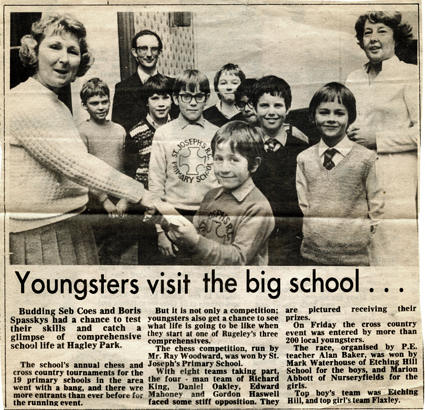 ST. JOSEPH'S R.C.
PRIMARY SCHOOL
Youngsters visit the big school . . .
Budding Seb Coes and Boris
Spasskys had a chance to test
their skills and catch a
glimpse of comprehensive
school life at Hagley Park.
The school's annual chess and
cross country tournaments for the
19 primary schools in the area
went with a bang, and there were
more entrants than ever before for
the running event.
But it is not only a competition;
youngsters also get a chance to see
what life is going to be like when
they start at one of Rugeley's three
comprehensives.
The chess competition, run by
Mr. Ray Woodward, was won by St.
Joseph's Primary School.
With eight teams taking part,
the four - man team of Richard
King, Daniel Oakley, Edward
Mahoney and Gordon Haswell
faced some stiff opposition. They
are pictured receiving their
prizes.
On Friday the cross country
event was entered by more than
200 local youngsters.
The race, organised by P.E.
teacher Alan Baker, was won by
Mark Waterhouse of Etching Hill
School for the boys, and Marion
Abbott of Nurseryfields for the
girls.
Top boy's team was Etching
Hill, and top girl's team Flaxley.